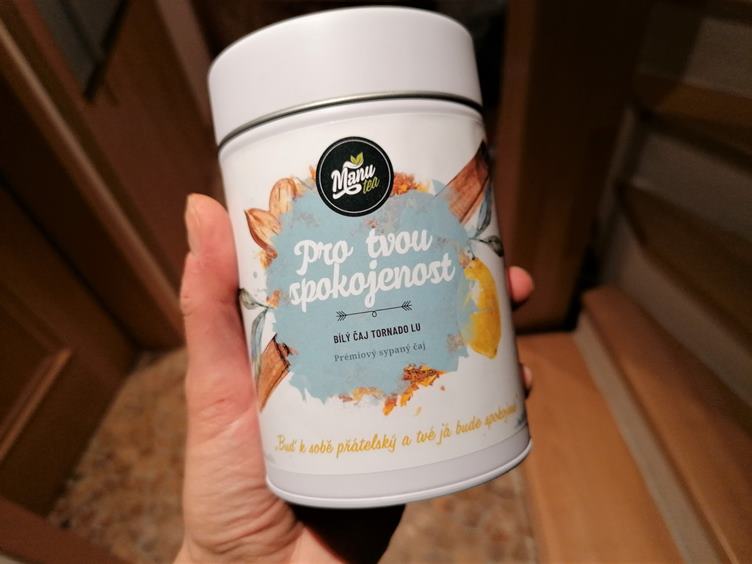 Manu
tea
Pro tvou
spokojenost
BÍLÝ ČAJ TORNADO LU
Prémiový sypaný čaj
„Buď k sobě přátelský a tvé já bude spokojené